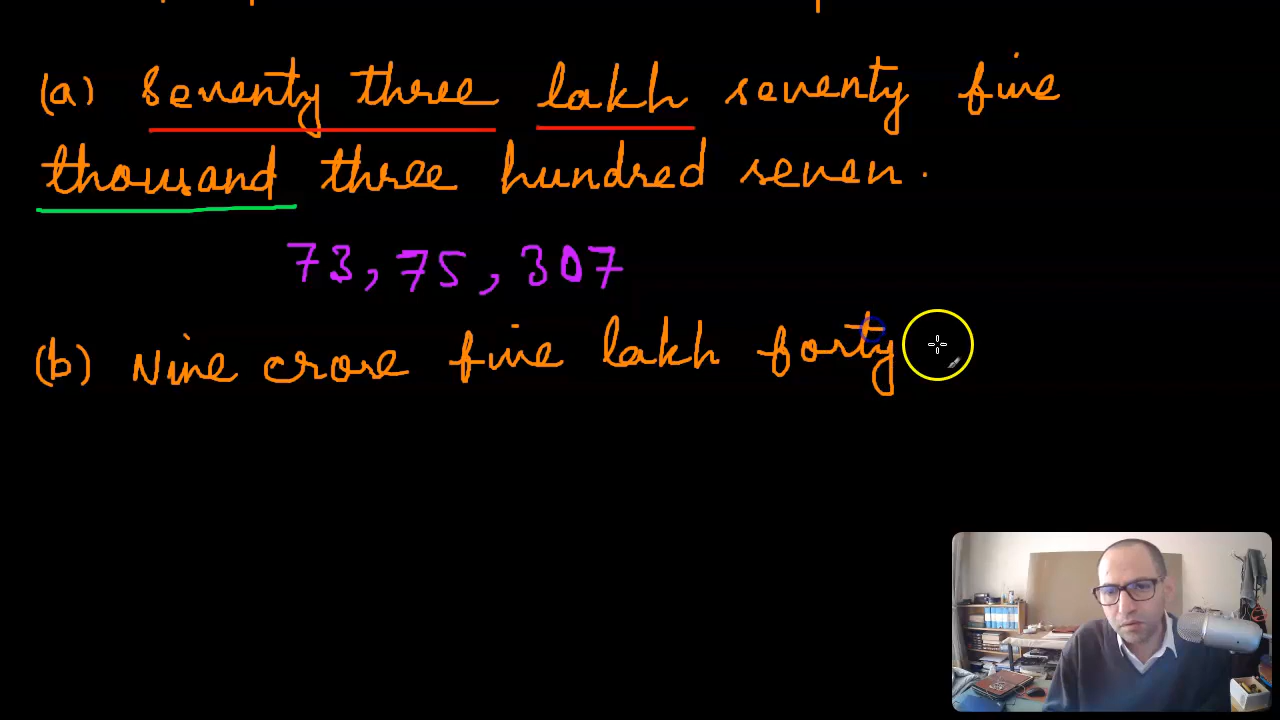 (a) Seventy three lakh seventy five
thousand three hundred seven.
73,75,307
(b) Nine crore five lakh forty